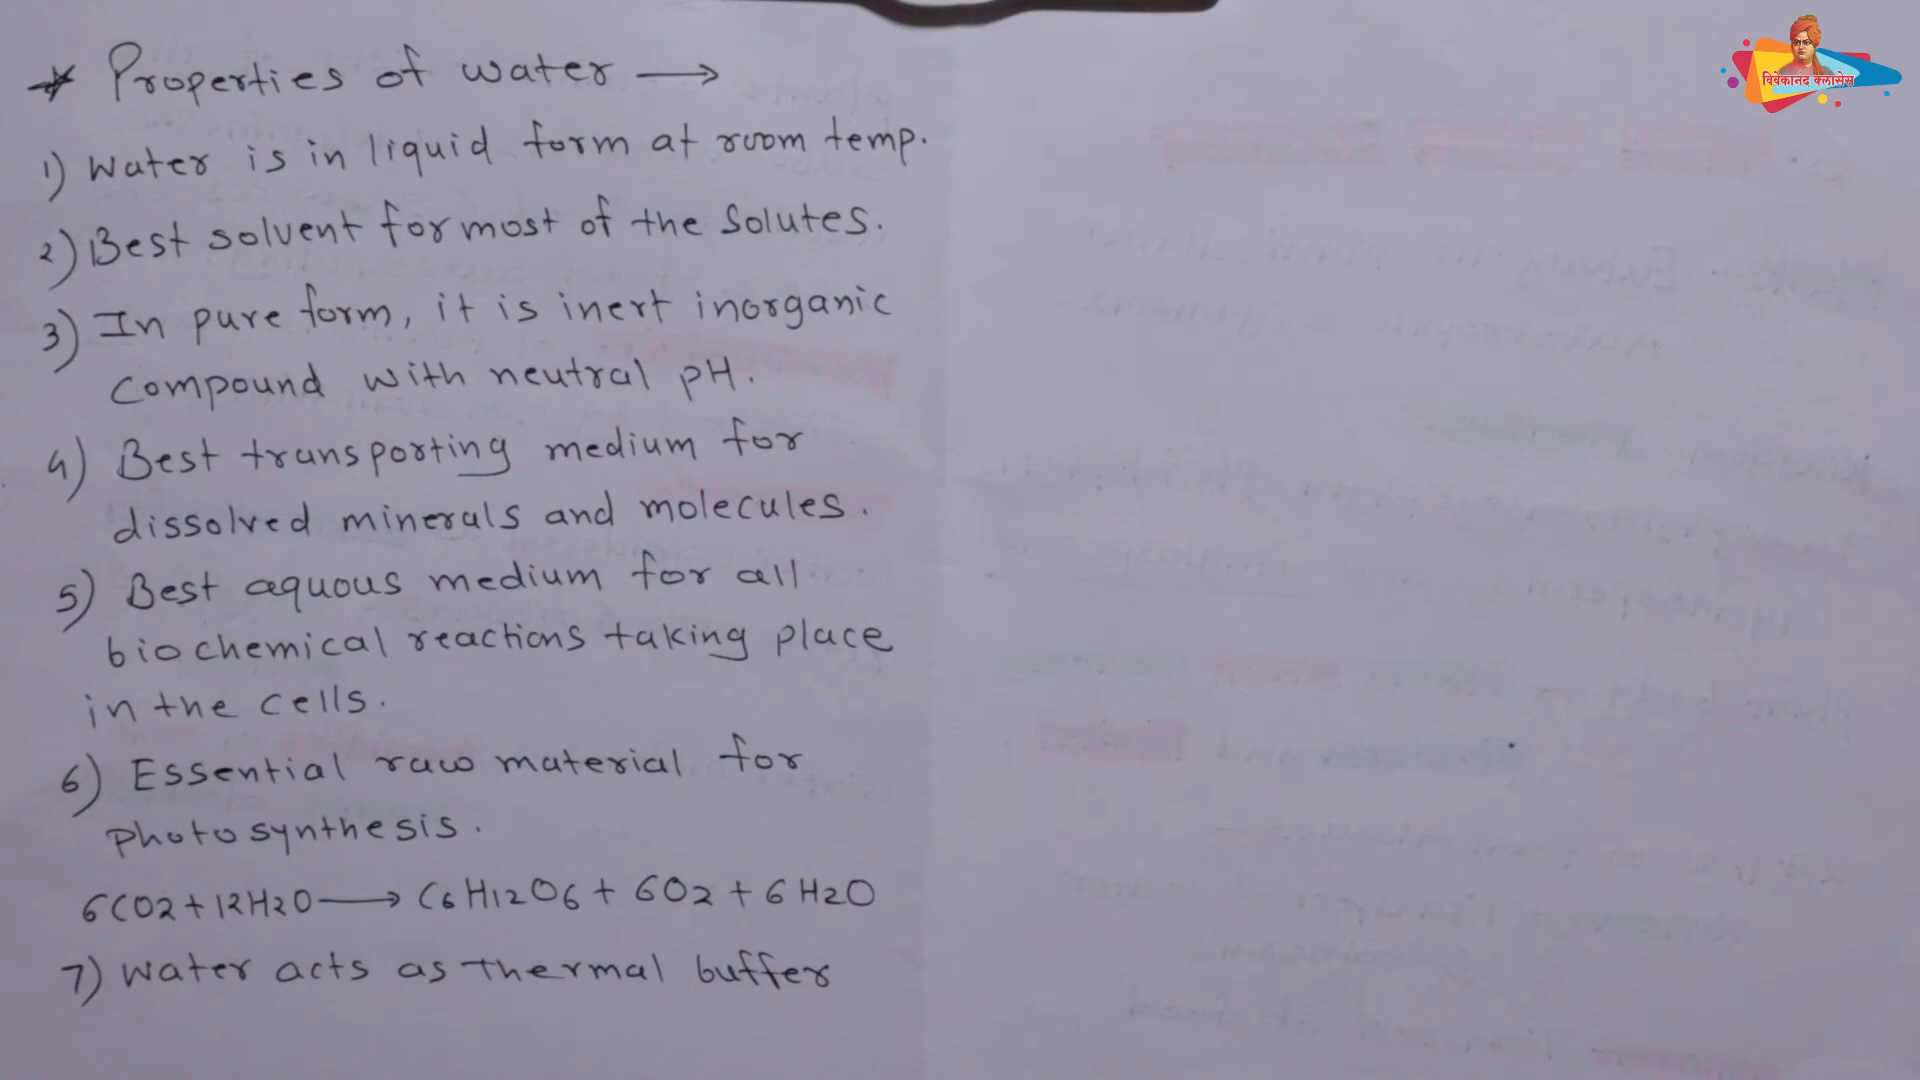 * Properties of water →
1) Water is in liquid form at room temp.
2) Best solvent for most of the solutes.
3) In pure form, it is inert inorganic
compound with neutral pH.
4) Best transporting medium for
dissolved minerals and molecules.
5) Best aquous medium for all
biochemical reactions taking place
in the cells.
6) Essential raw material for
photosynthesis.
6CO2 + 12H2O → C6H12O6 + 6O2 + 6H2O
7) Water acts as thermal buffer
विवेकानंद क्लासेस